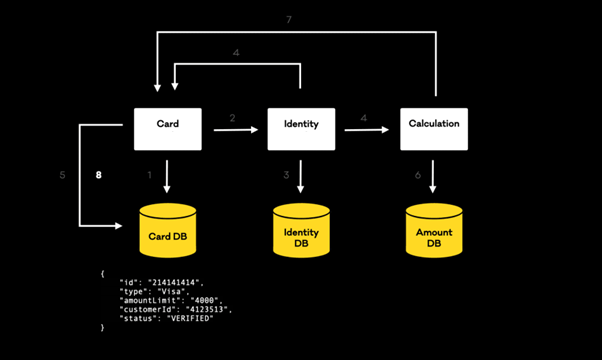 7
4
Card
2
Identity
4
Calculation
5
8
1
3
6
Card DB
Identity
DB
Amount
DB
{
"id": "214141414",
"type": "Visa",
"amountLimit": "4000",
"customerId": "4123513",
"status": "VERIFIED"
}